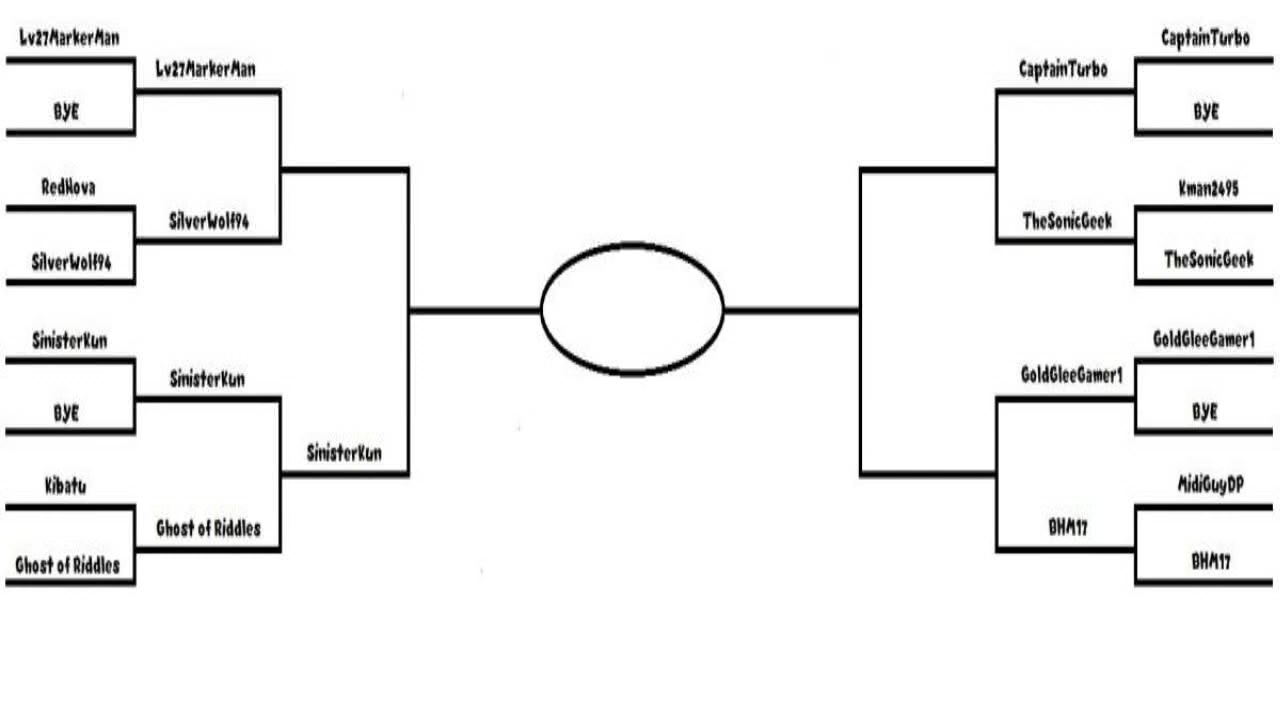 Lv27MarkerMan
BYE
RedNova
SilverWolf94
SinisterKun
BYE
Kibatu
Ghost of Riddles
Lv27MarkerMan
SilverWolf94
SinisterKun
Ghost of Riddles
SinisterKun
CaptainTurbo
TheSonicGeek
GoldGleeGamer1
BHM17
CaptainTurbo
BYE
Kman2495
TheSonicGeek
GoldGleeGamer1
BYE
MidiGuyDP
BHM17